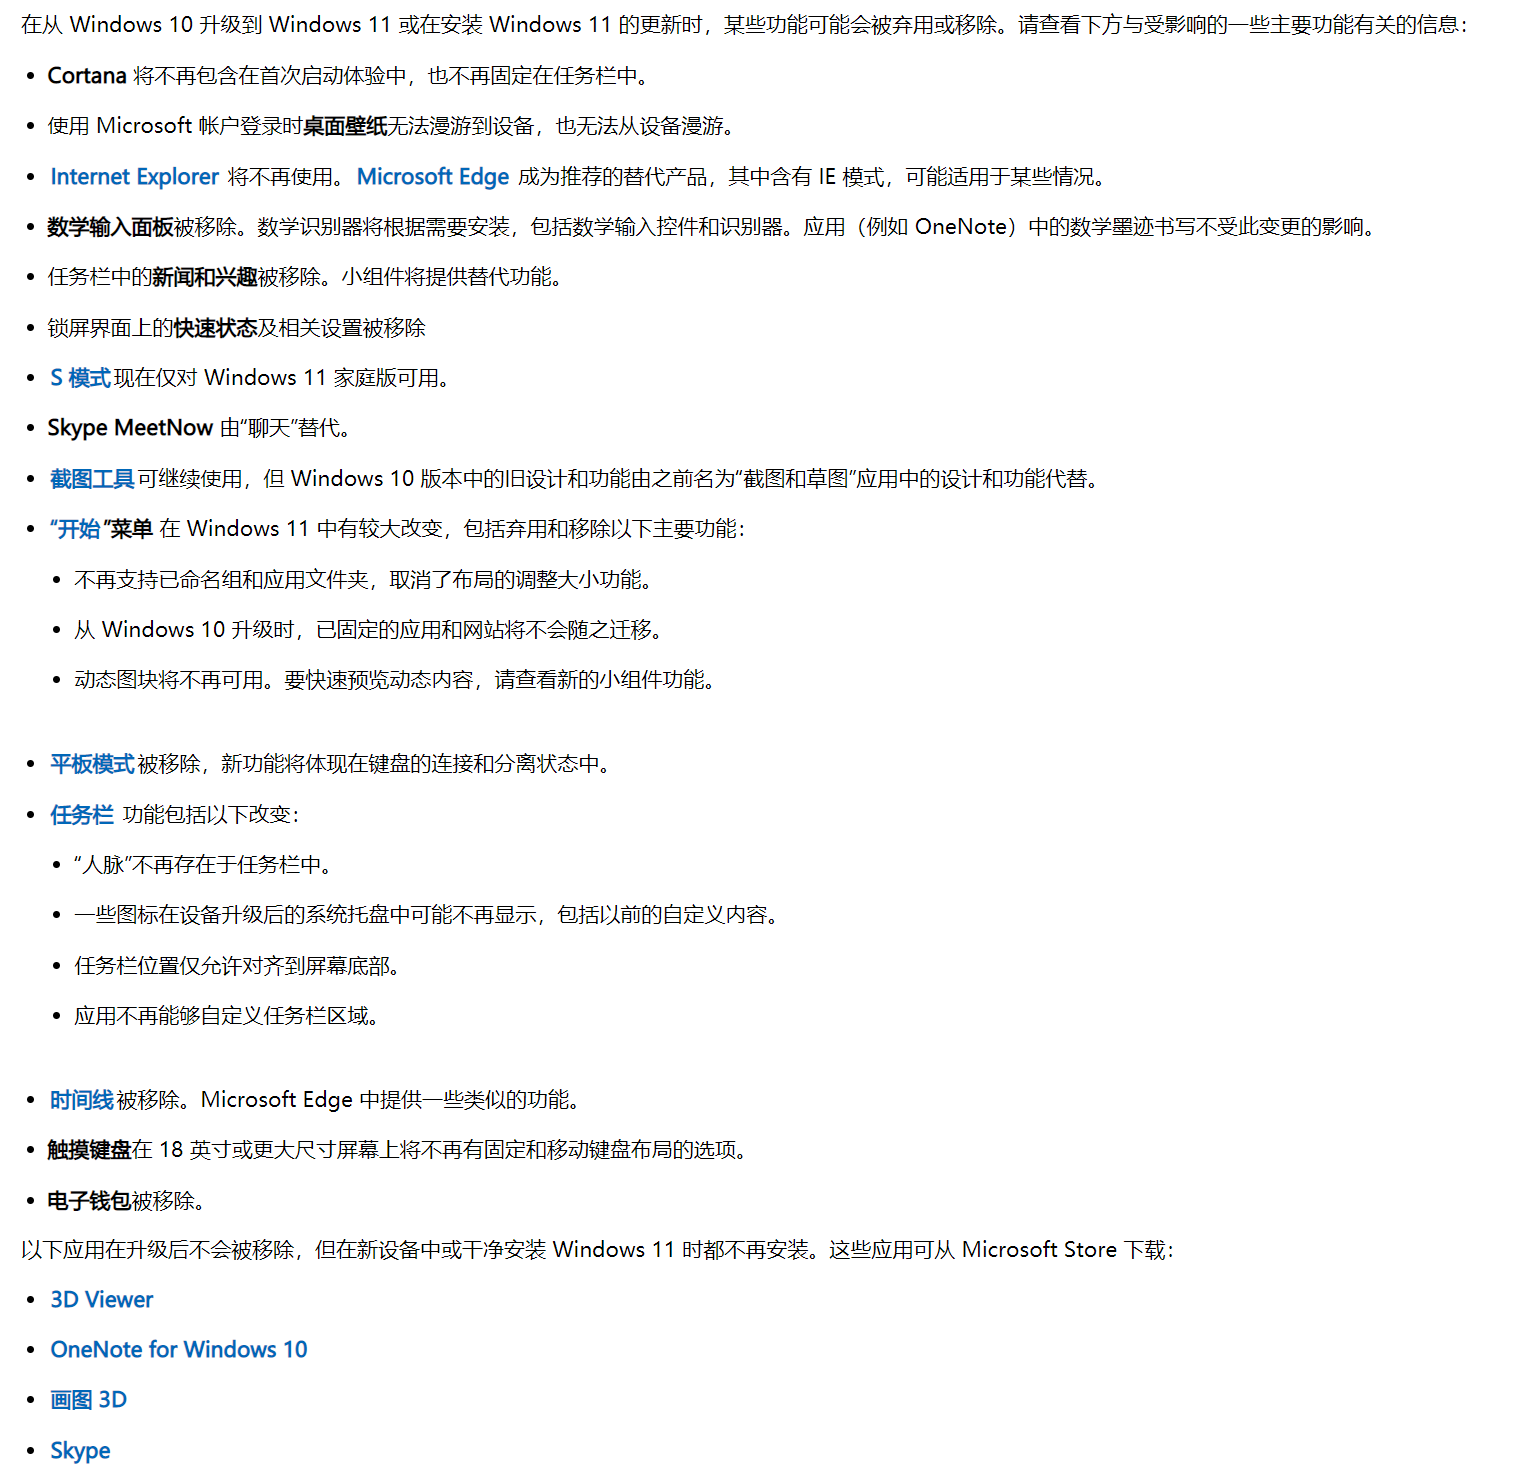 在从 Windows 10 升级到 Windows 11 或在安装 Windows 11 的更新时，某些功能可能会被弃用或移除。请查看下方与受影响的一些主要功能有关的信息：
• Cortana 将不再包含在首次启动体验中，也不再固定在任务栏中。
• 使用 Microsoft 帐户登录时桌面壁纸无法漫游到设备，也无法从设备漫游。
• Internet Explorer 将不再使用。 Microsoft Edge 成为推荐的替代产品，其中含有 IE 模式，可能适用于某些情况。
• 数学输入面板被移除。数学识别器将根据需要安装，包括数学输入控件和识别器。应用（例如 OneNote）中的数学墨迹书写不受此变更的影响。
• 任务栏中的新闻和兴趣被移除。小组件将提供替代功能。
• 锁屏界面上的快速状态及相关设置被移除
• S 模式现在仅对 Windows 11 家庭版可用。
• Skype MeetNow 由“聊天”替代。
• 截图工具可继续使用，但 Windows 10 版本中的旧设计和功能由之前名为“截图和草图”应用中的设计和功能代替。
• “开始”菜单 在 Windows 11 中有较大改变，包括弃用和移除以下主要功能：
• 不再支持已命名组和应用文件夹，取消了布局的调整大小功能。
• 从 Windows 10 升级时，已固定的应用和网站将不会随之迁移。
• 动态图块将不再可用。要快速预览动态内容，请查看新的小组件功能。
• 平板模式被移除，新功能将体现在键盘的连接和分离状态中。
• 任务栏 功能包括以下改变：
• “人脉”不再存在于任务栏中。
• 一些图标在设备升级后的系统托盘中可能不再显示，包括以前的自定义内容。
• 任务栏位置仅允许对齐到屏幕底部。
• 应用不再能够自定义任务栏区域。
• 时间线被移除。Microsoft Edge 中提供一些类似的功能。
• 触摸键盘在 18 英寸或更大尺寸屏幕上将不再有固定和移动键盘布局的选项。
• 电子钱包被移除。
以下应用在升级后不会被移除，但在新设备中或干净安装 Windows 11 时都不再安装。这些应用可从 Microsoft Store 下载：
• 3D Viewer
• OneNote for Windows 10
• 画图 3D
• Skype